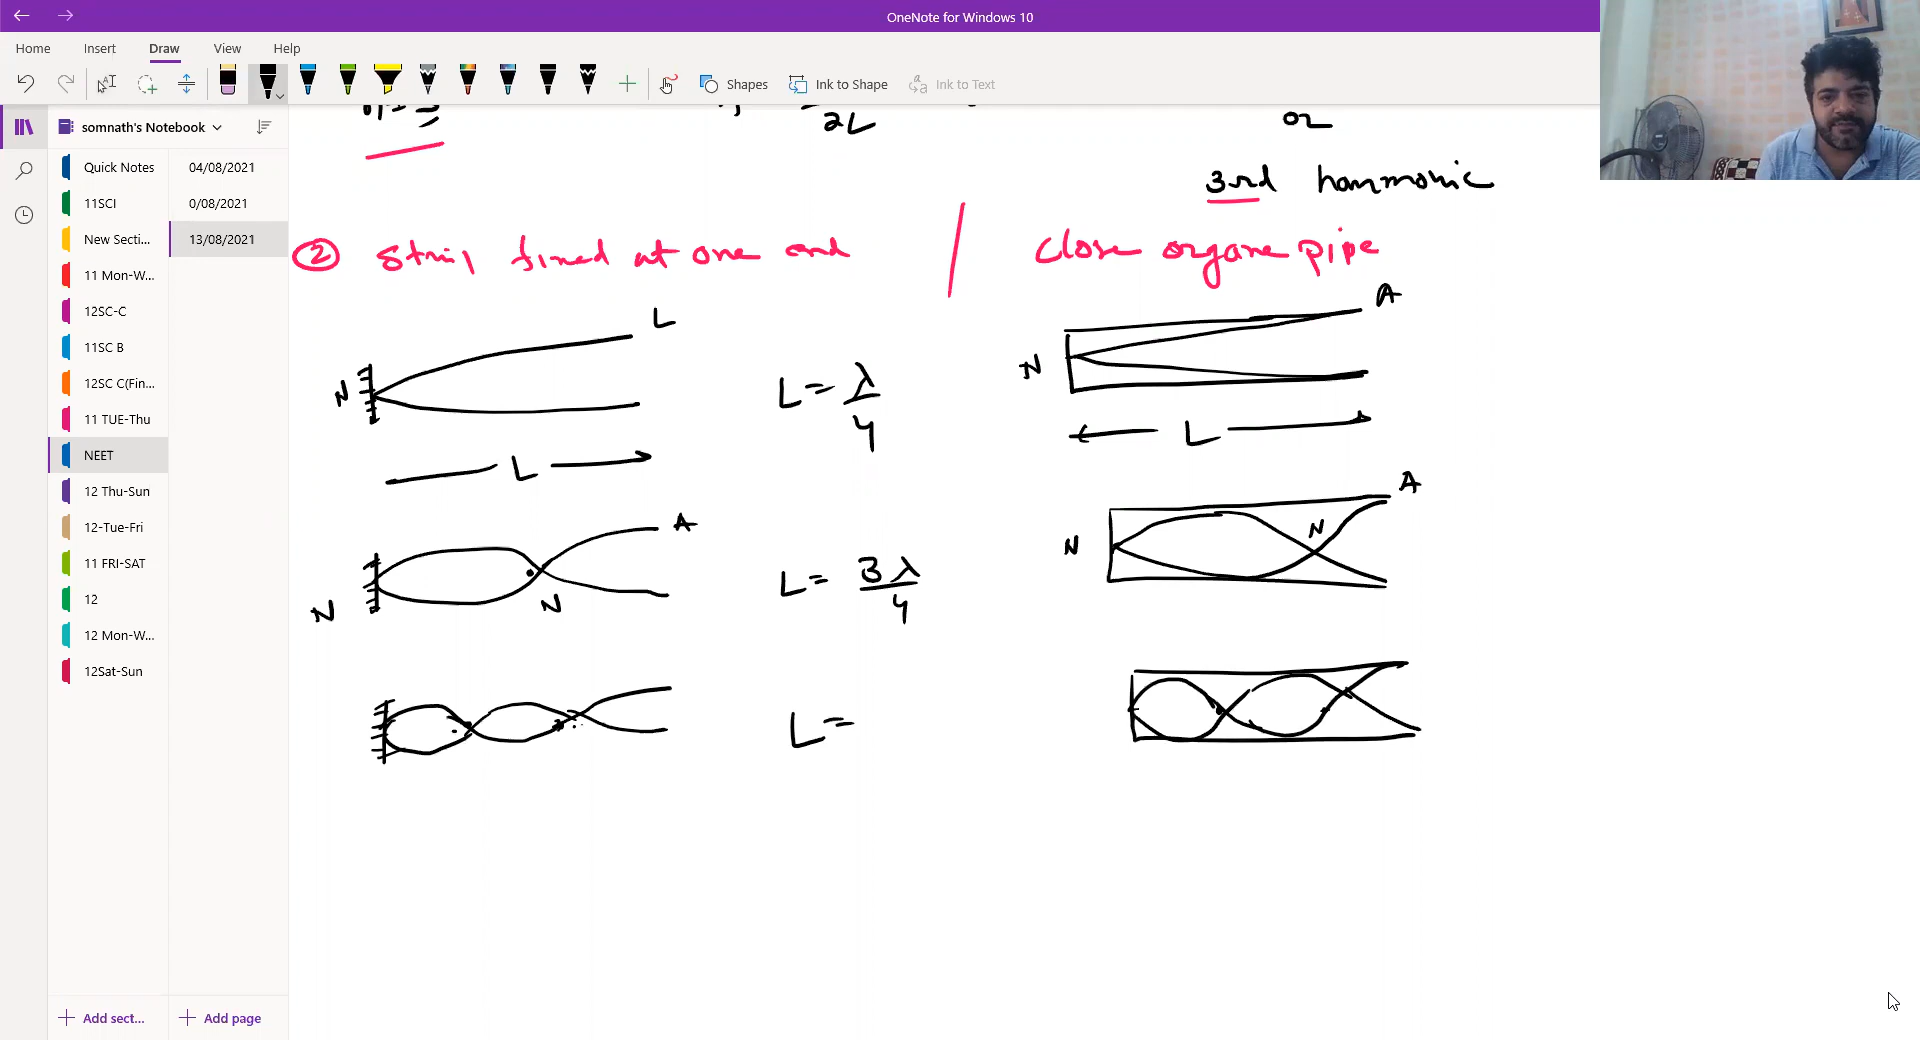 OneNote for Windows 10
Home Insert Draw View Help
Shapes Ink to Shape Ink to Text
somnath's Notebook
Quick Notes
11SCI
New Secti...
11 Mon-W...
12SC-C
11SC B
12SC C(Fin...
11 TUE-Thu
NEET
12 Thu-Sun
12-Tue-Fri
11 FRI-SAT
12
12 Mon-W...
12Sat-Sun
04/08/2021
0/08/2021
13/08/2021
Add sect...
Add page
2L
or
3rd harmonic
② string fixed at one end / close organe pipe
L
N
L = λ/4
L
A
N
L
A
N
N
L = 3λ/4
A
N
N
L =